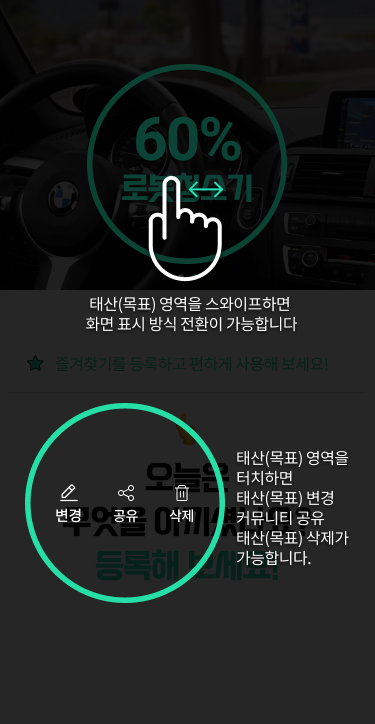 60%
로봇청소기
태산(목표) 영역을 스와이프하면
화면 표시 방식 전환이 가능합니다
즐겨찾기를 등록하고 편하게 사용해 보세요!
오늘은
무엇을 아끼셨나요?
등록해 보세요!
변경
공유
삭제
태산(목표) 영역을
터치하면
태산(목표) 변경
커뮤니티 공유
태산(목표) 삭제가
가능합니다.